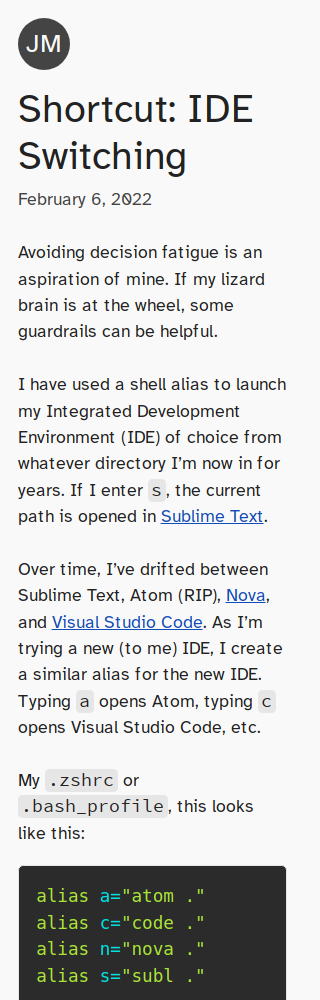 JM
Shortcut: IDE
Switching
February 6, 2022
Avoiding decision fatigue is an
aspiration of mine. If my lizard
brain is at the wheel, some
guardrails can be helpful.
I have used a shell alias to launch
my Integrated Development
Environment (IDE) of choice from
whatever directory I’m now in for
years. If I enter s, the current
path is opened in Sublime Text.
Over time, I’ve drifted between
Sublime Text, Atom (RIP), Nova,
and Visual Studio Code. As I’m
trying a new (to me) IDE, I create
a similar alias for the new IDE.
Typing a opens Atom, typing c
opens Visual Studio Code, etc.
My .zshrc or
.bash_profile, this looks
like this:
alias a="atom ."
alias c="code ."
alias n="nova ."
alias s="subl ."